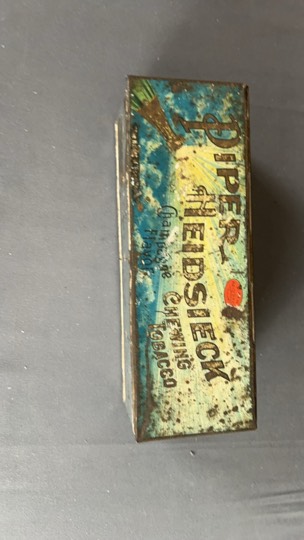 PIPER
HEIDSIECK
Champagne
Flavor
CHEWING
TOBACCO